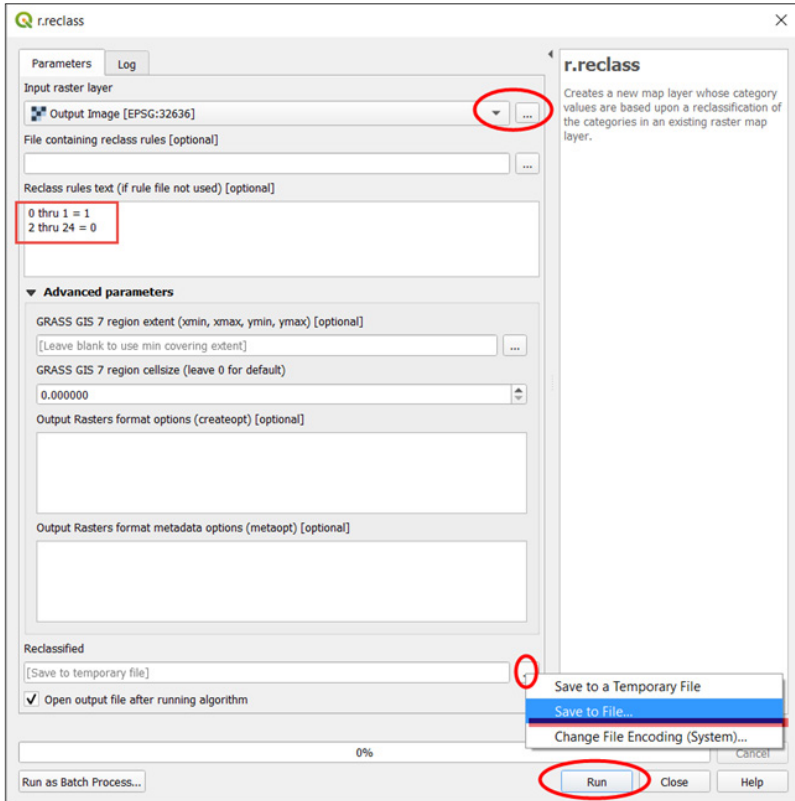 r.reclass
Parameters
Log
Input raster layer
Output Image [EPSG:32636]
...
File containing reclass rules [optional]
...
Reclass rules text (if rule file not used) [optional]
0 thru 1 = 1
2 thru 24 = 0
Advanced parameters
GRASS GIS 7 region extent (xmin, xmax, ymin, ymax) [optional]
[Leave blank to use min covering extent]
...
GRASS GIS 7 region cellsize (leave 0 for default)
0.000000
Output Rasters format options (createopt) [optional]
Output Rasters format metadata options (metaopt) [optional]
Reclassified
[Save to temporary file]
Open output file after running algorithm
r.reclass
Creates a new map layer whose category
values are based upon a reclassification of
the categories in an existing raster map
layer.
Save to a Temporary File
Save to File...
Change File Encoding (System)...
0%
Cancel
Run as Batch Process...
Run
Close
Help